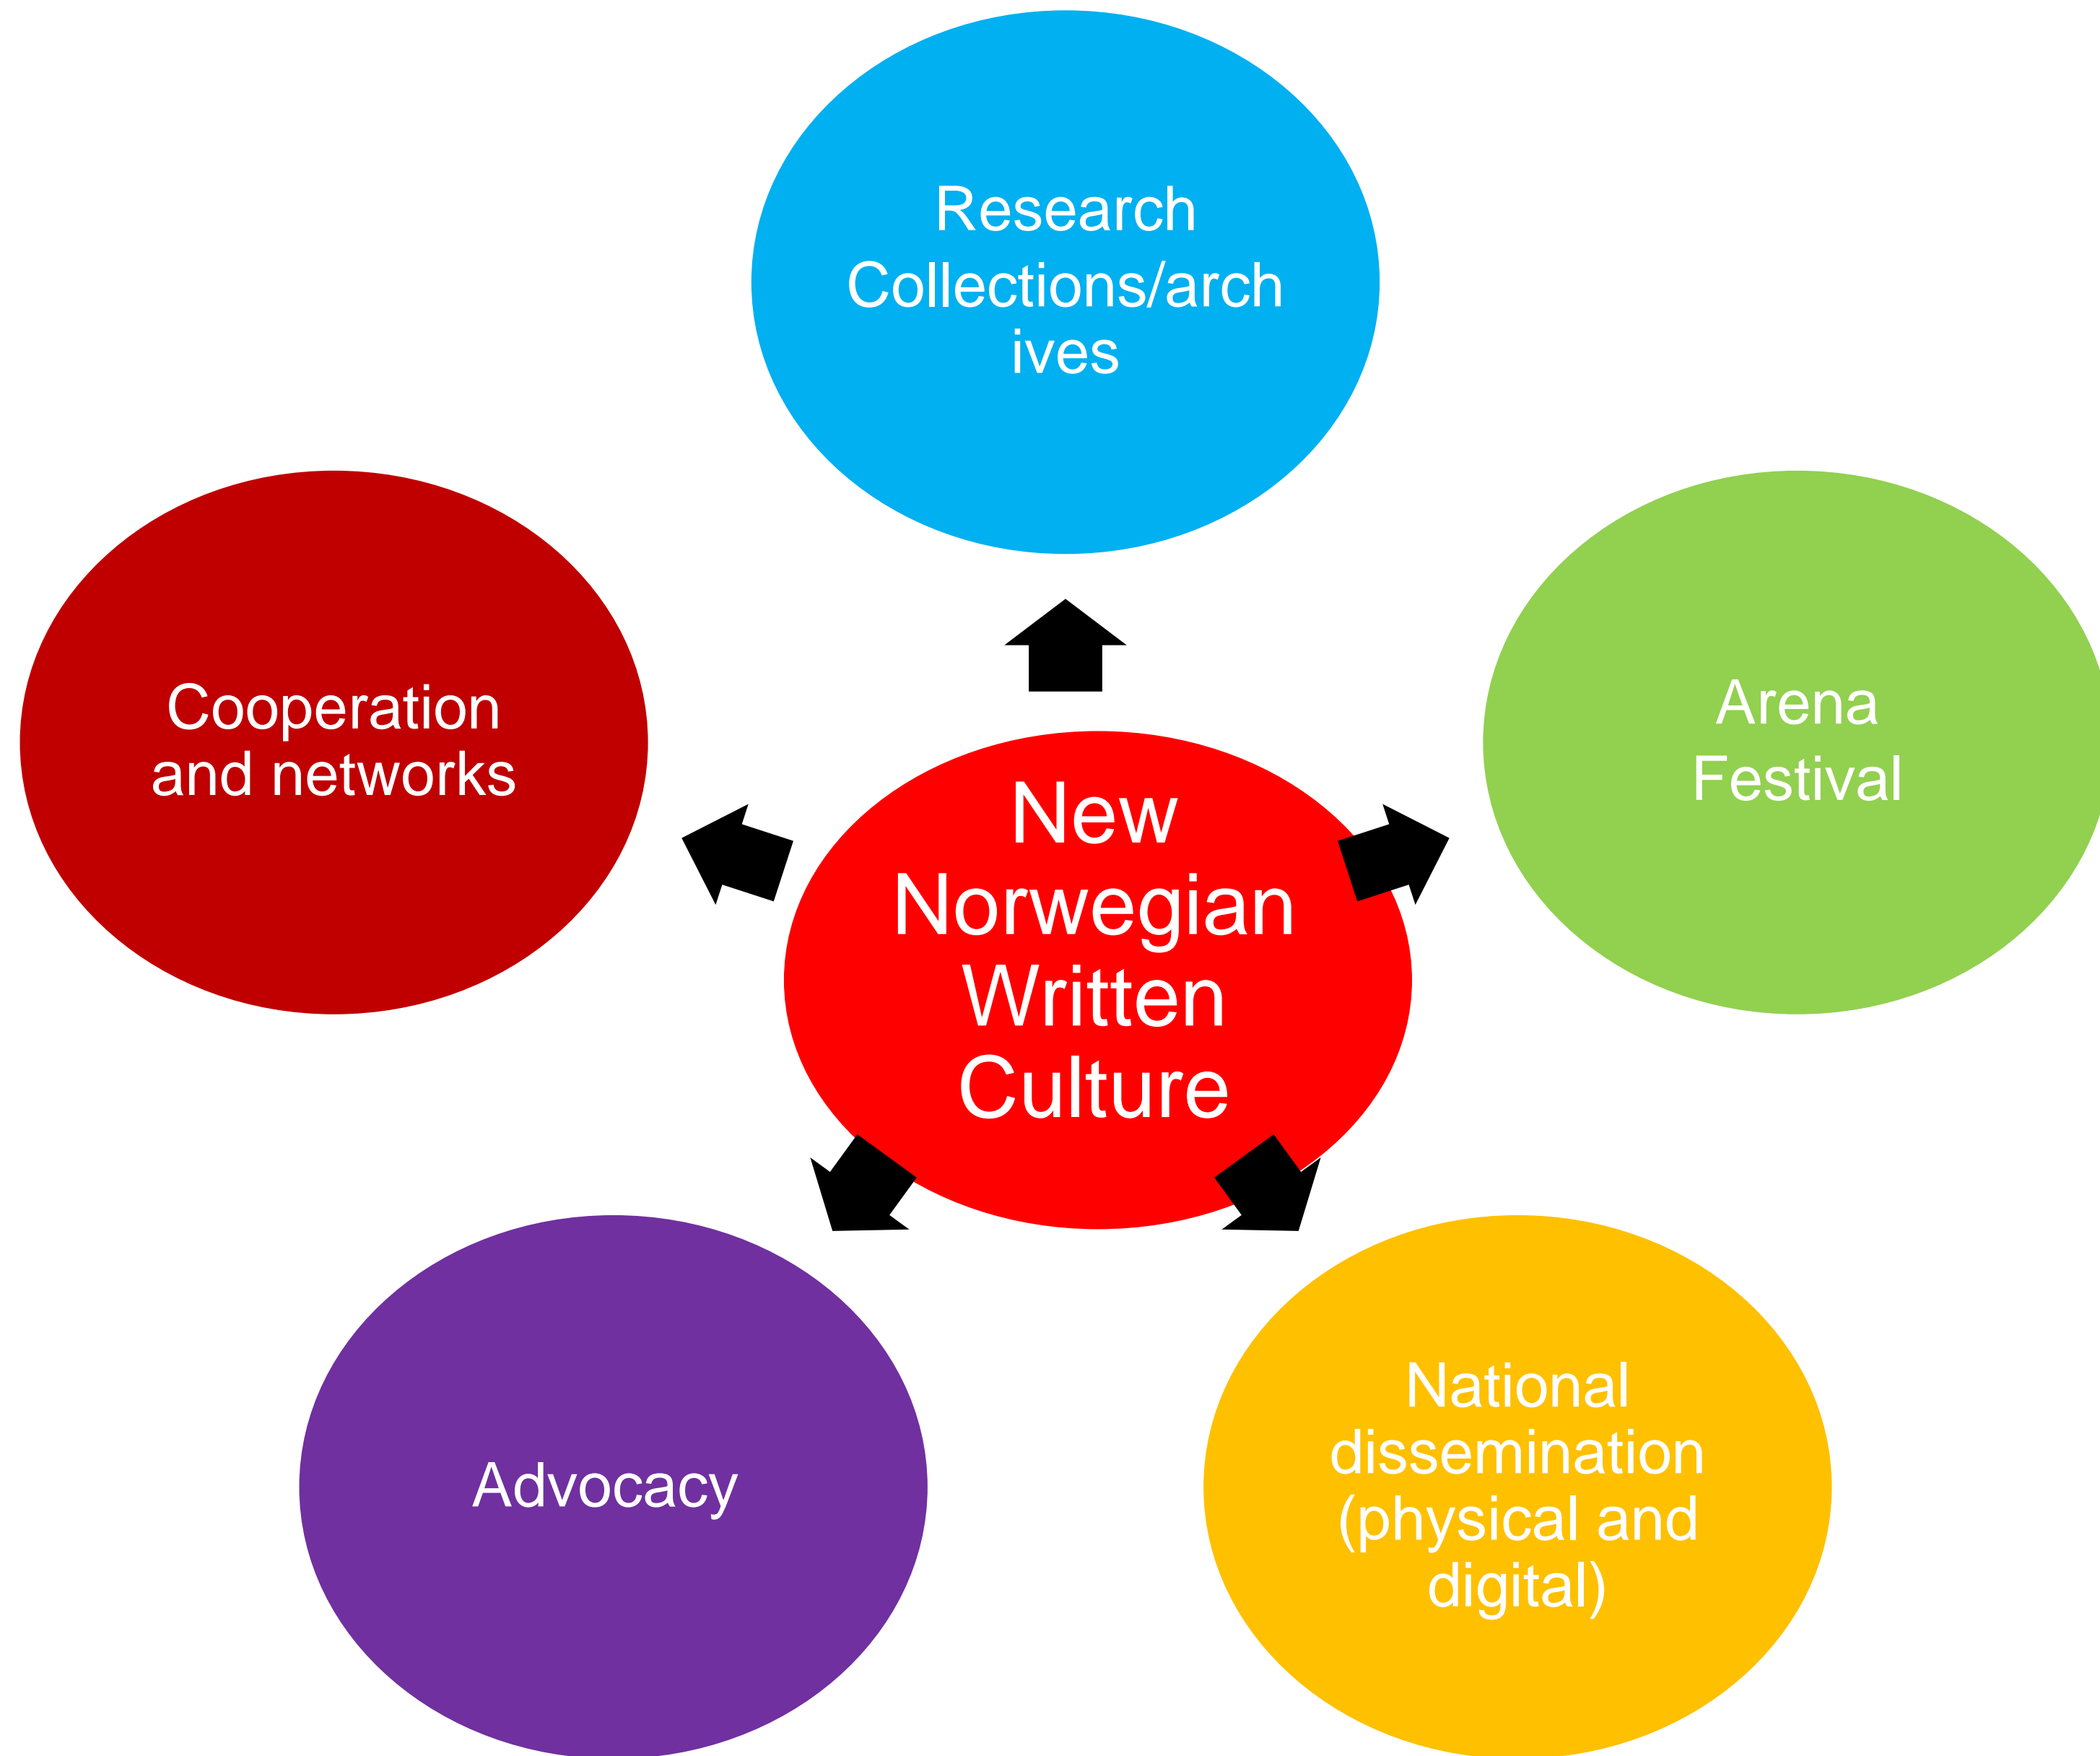 Research
Collections/arch
ives
Cooperation
and networks
Arena
Festival
New
Norwegian
Written
Culture
Advocacy
National
dissemination
(physical and
digital)